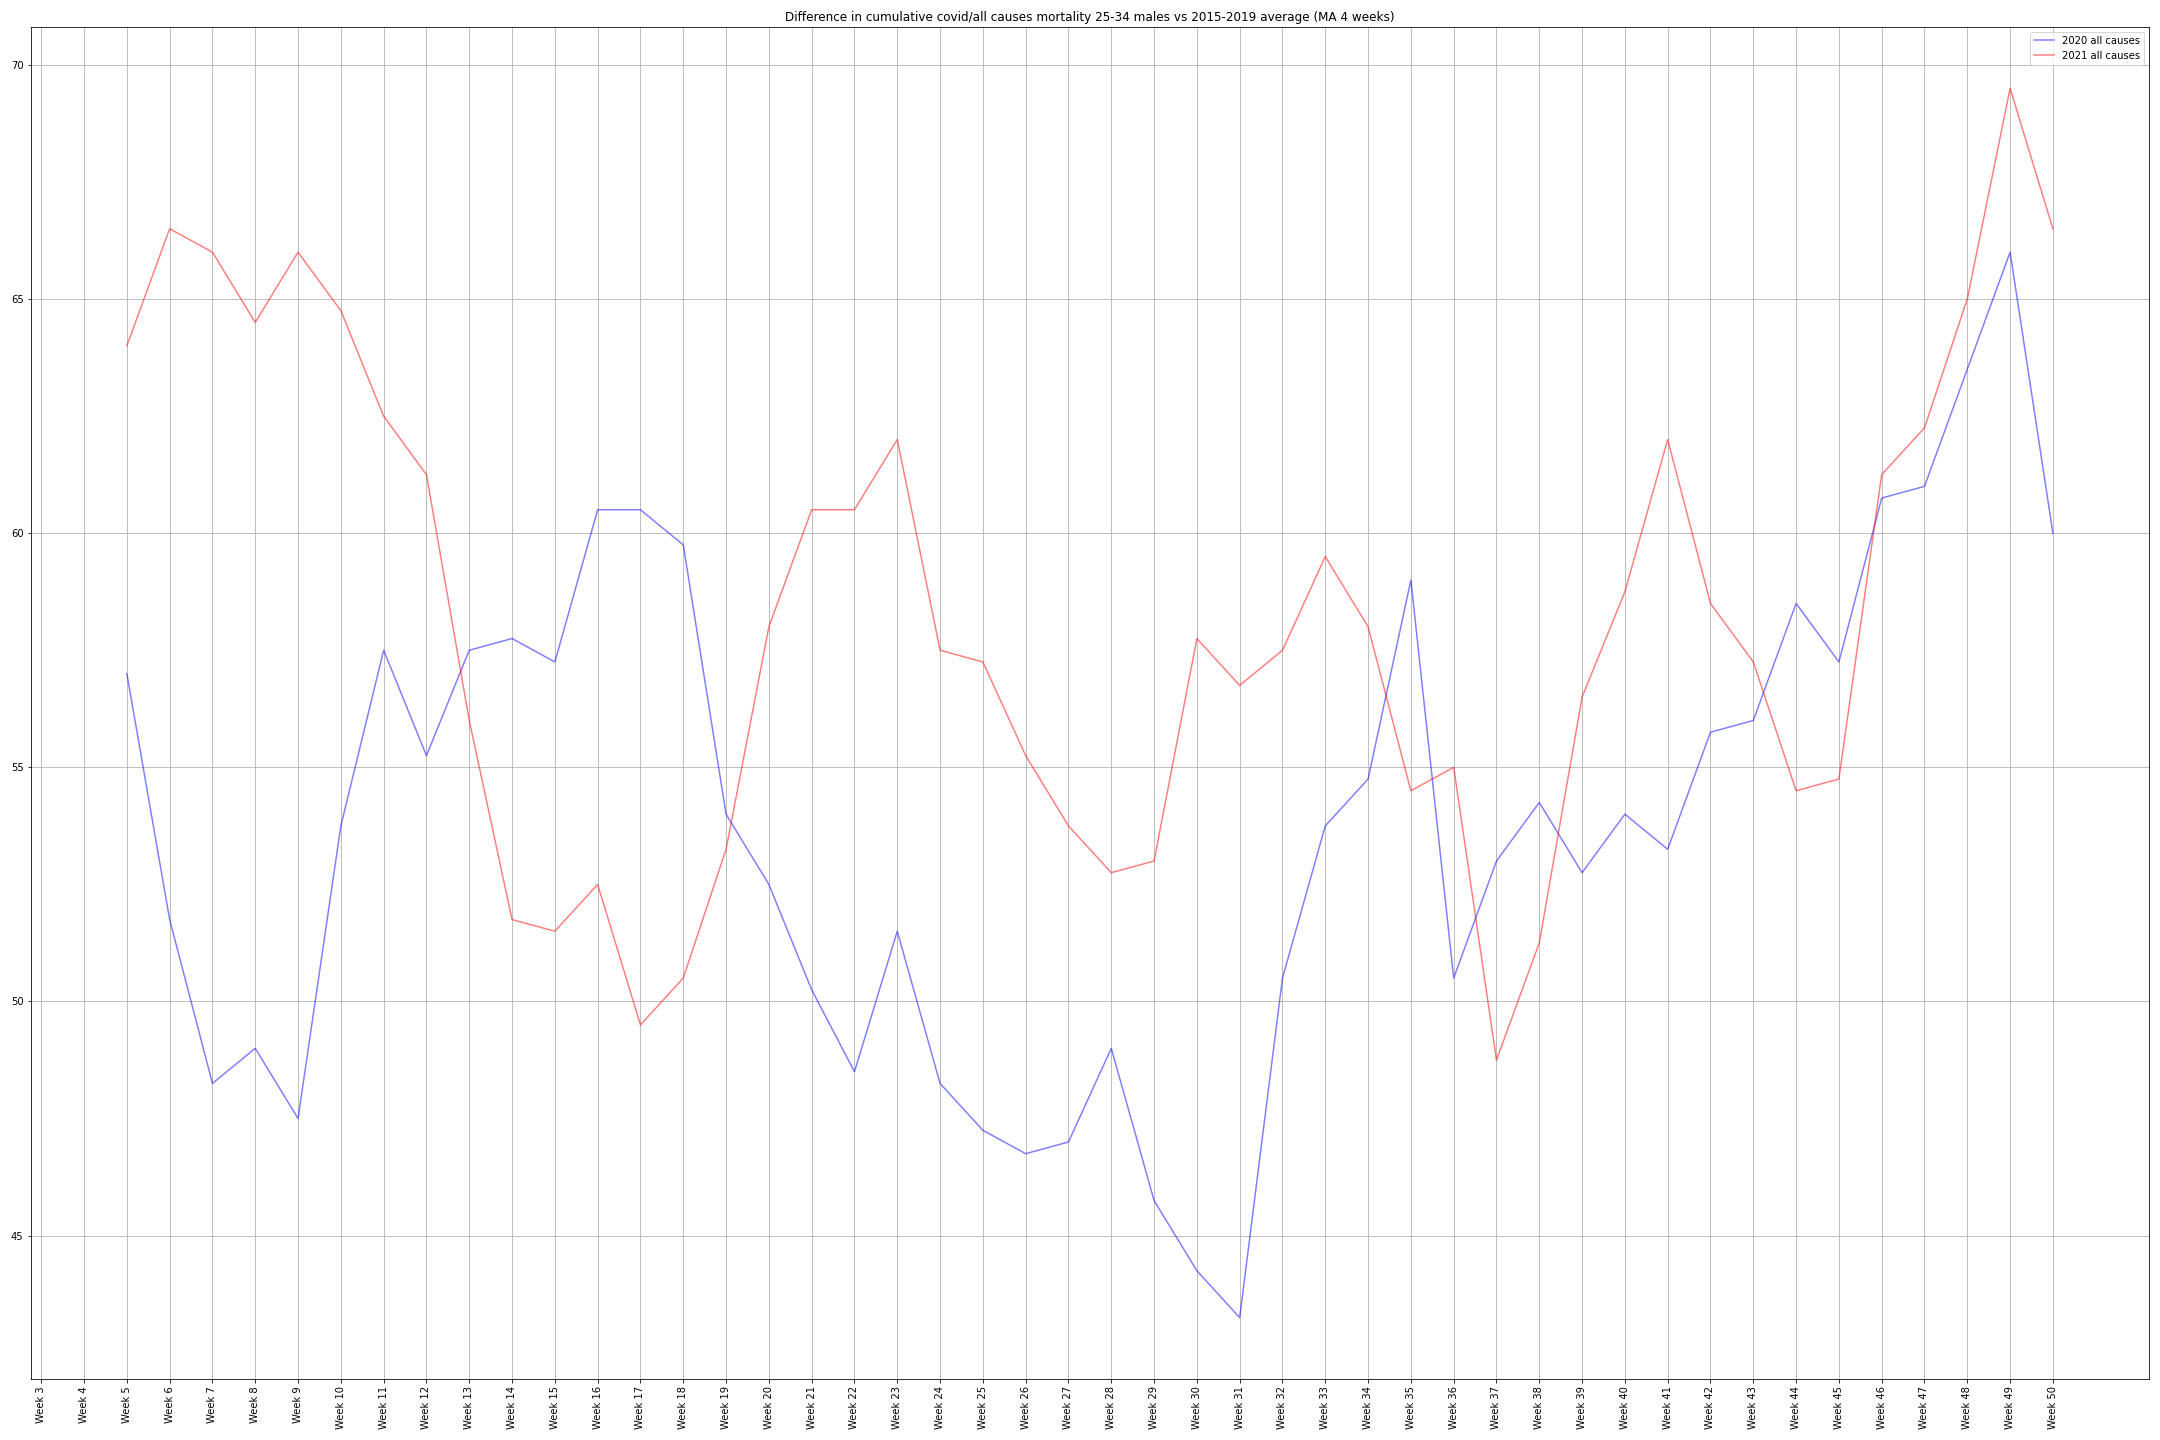 Difference in cumulative covid/all causes mortality 25-34 males vs 2015-2019 average (MA 4 weeks)
2020 all causes
2021 all causes
70
65
60
55
50
45
Week 3
Week 4
Week 5
Week 6
Week 7
Week 8
Week 9
Week 10
Week 11
Week 12
Week 13
Week 14
Week 15
Week 16
Week 17
Week 18
Week 19
Week 20
Week 21
Week 22
Week 23
Week 24
Week 25
Week 26
Week 27
Week 28
Week 29
Week 30
Week 31
Week 32
Week 33
Week 34
Week 35
Week 36
Week 37
Week 38
Week 39
Week 40
Week 41
Week 42
Week 43
Week 44
Week 45
Week 46
Week 47
Week 48
Week 49
Week 50